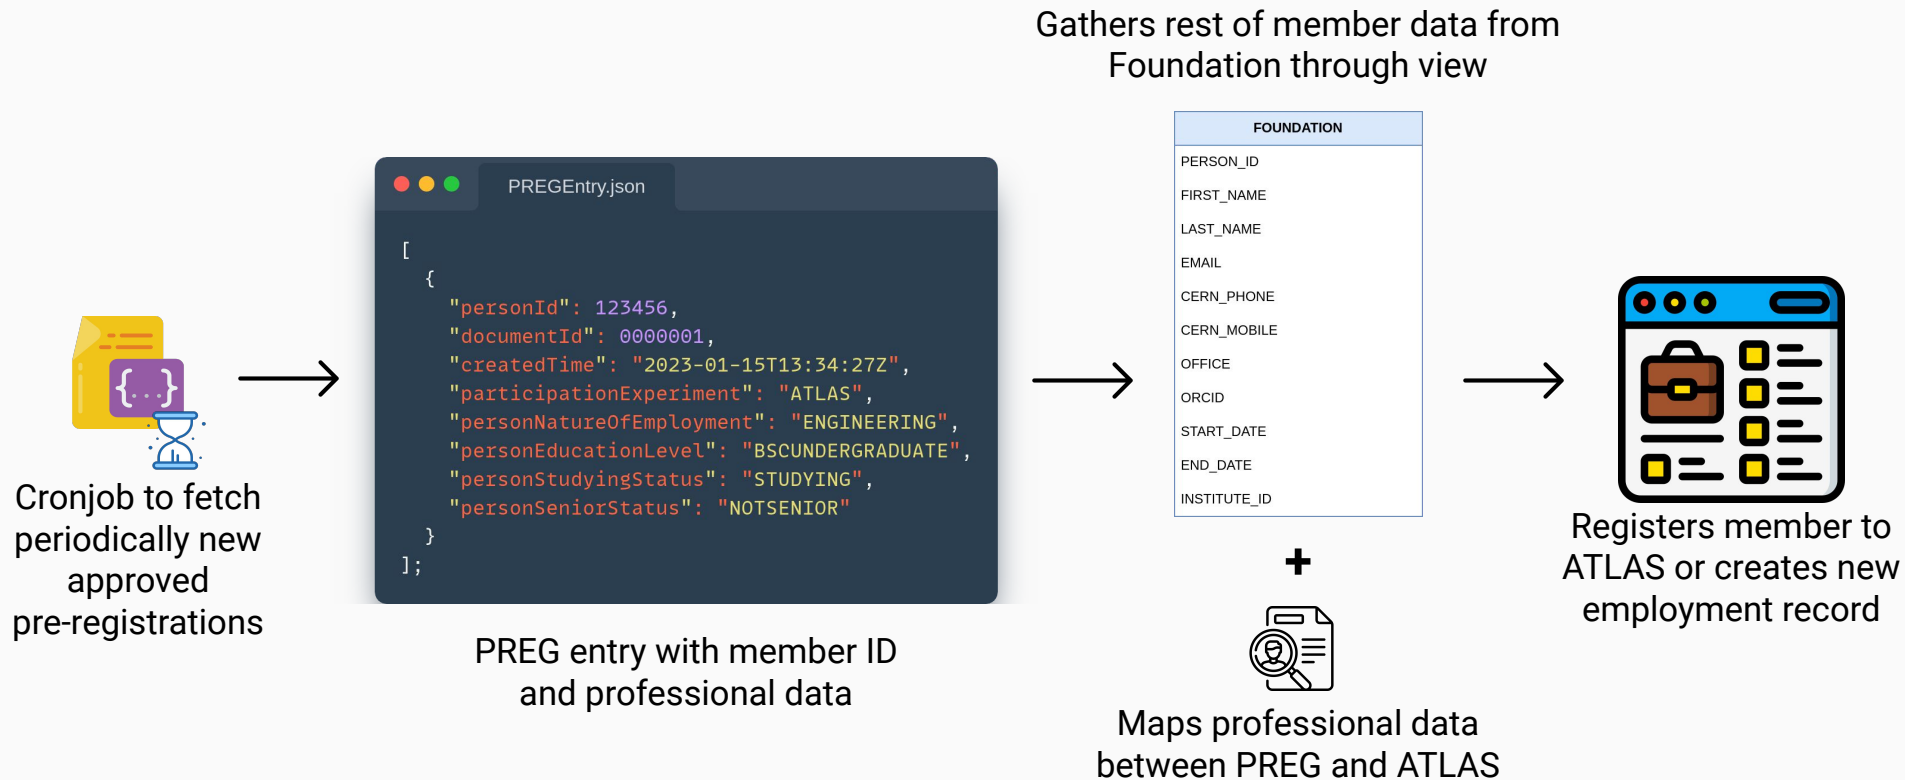 Cronjob to fetch
periodically new
approved
pre-registrations
PREGEntry.json
[
{
"personId": 123456,
"documentId": 0000001,
"createdTime": "2023-01-15T13:34:27Z",
"participationExperiment": "ATLAS",
"personNatureOfEmployment": "ENGINEERING",
"personEducationLevel": "BSCUNDERGRADUATE",
"personStudyingStatus": "STUDYING",
"personSeniorStatus": "NOTSENIOR"
}
];
PREG entry with member ID
and professional data
Gathers rest of member data from
Foundation through view
FOUNDATION
PERSON_ID
FIRST_NAME
LAST_NAME
EMAIL
CERN_PHONE
CERN_MOBILE
OFFICE
ORCID
START_DATE
END_DATE
INSTITUTE_ID
+
Maps professional data
between PREG and ATLAS
{...}
Registers member to
ATLAS or creates new
employment record